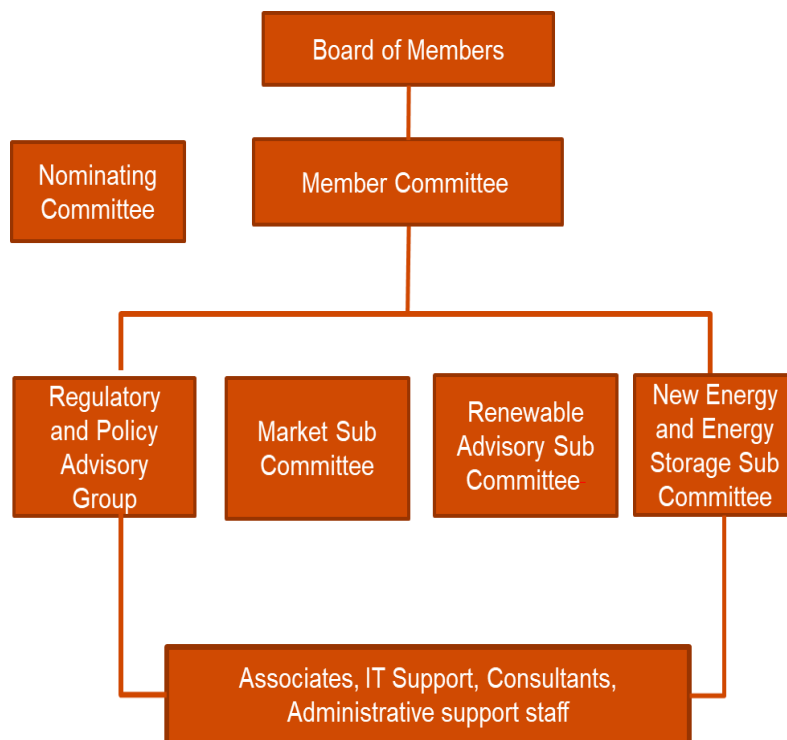 Board of Members
Nominating
Committee
Member Committee
Regulatory
and Policy
Advisory
Group
Market Sub
Committee
Renewable
Advisory Sub
Committee
New Energy
and Energy
Storage Sub
Committee
Associates, IT Support, Consultants,
Administrative support staff